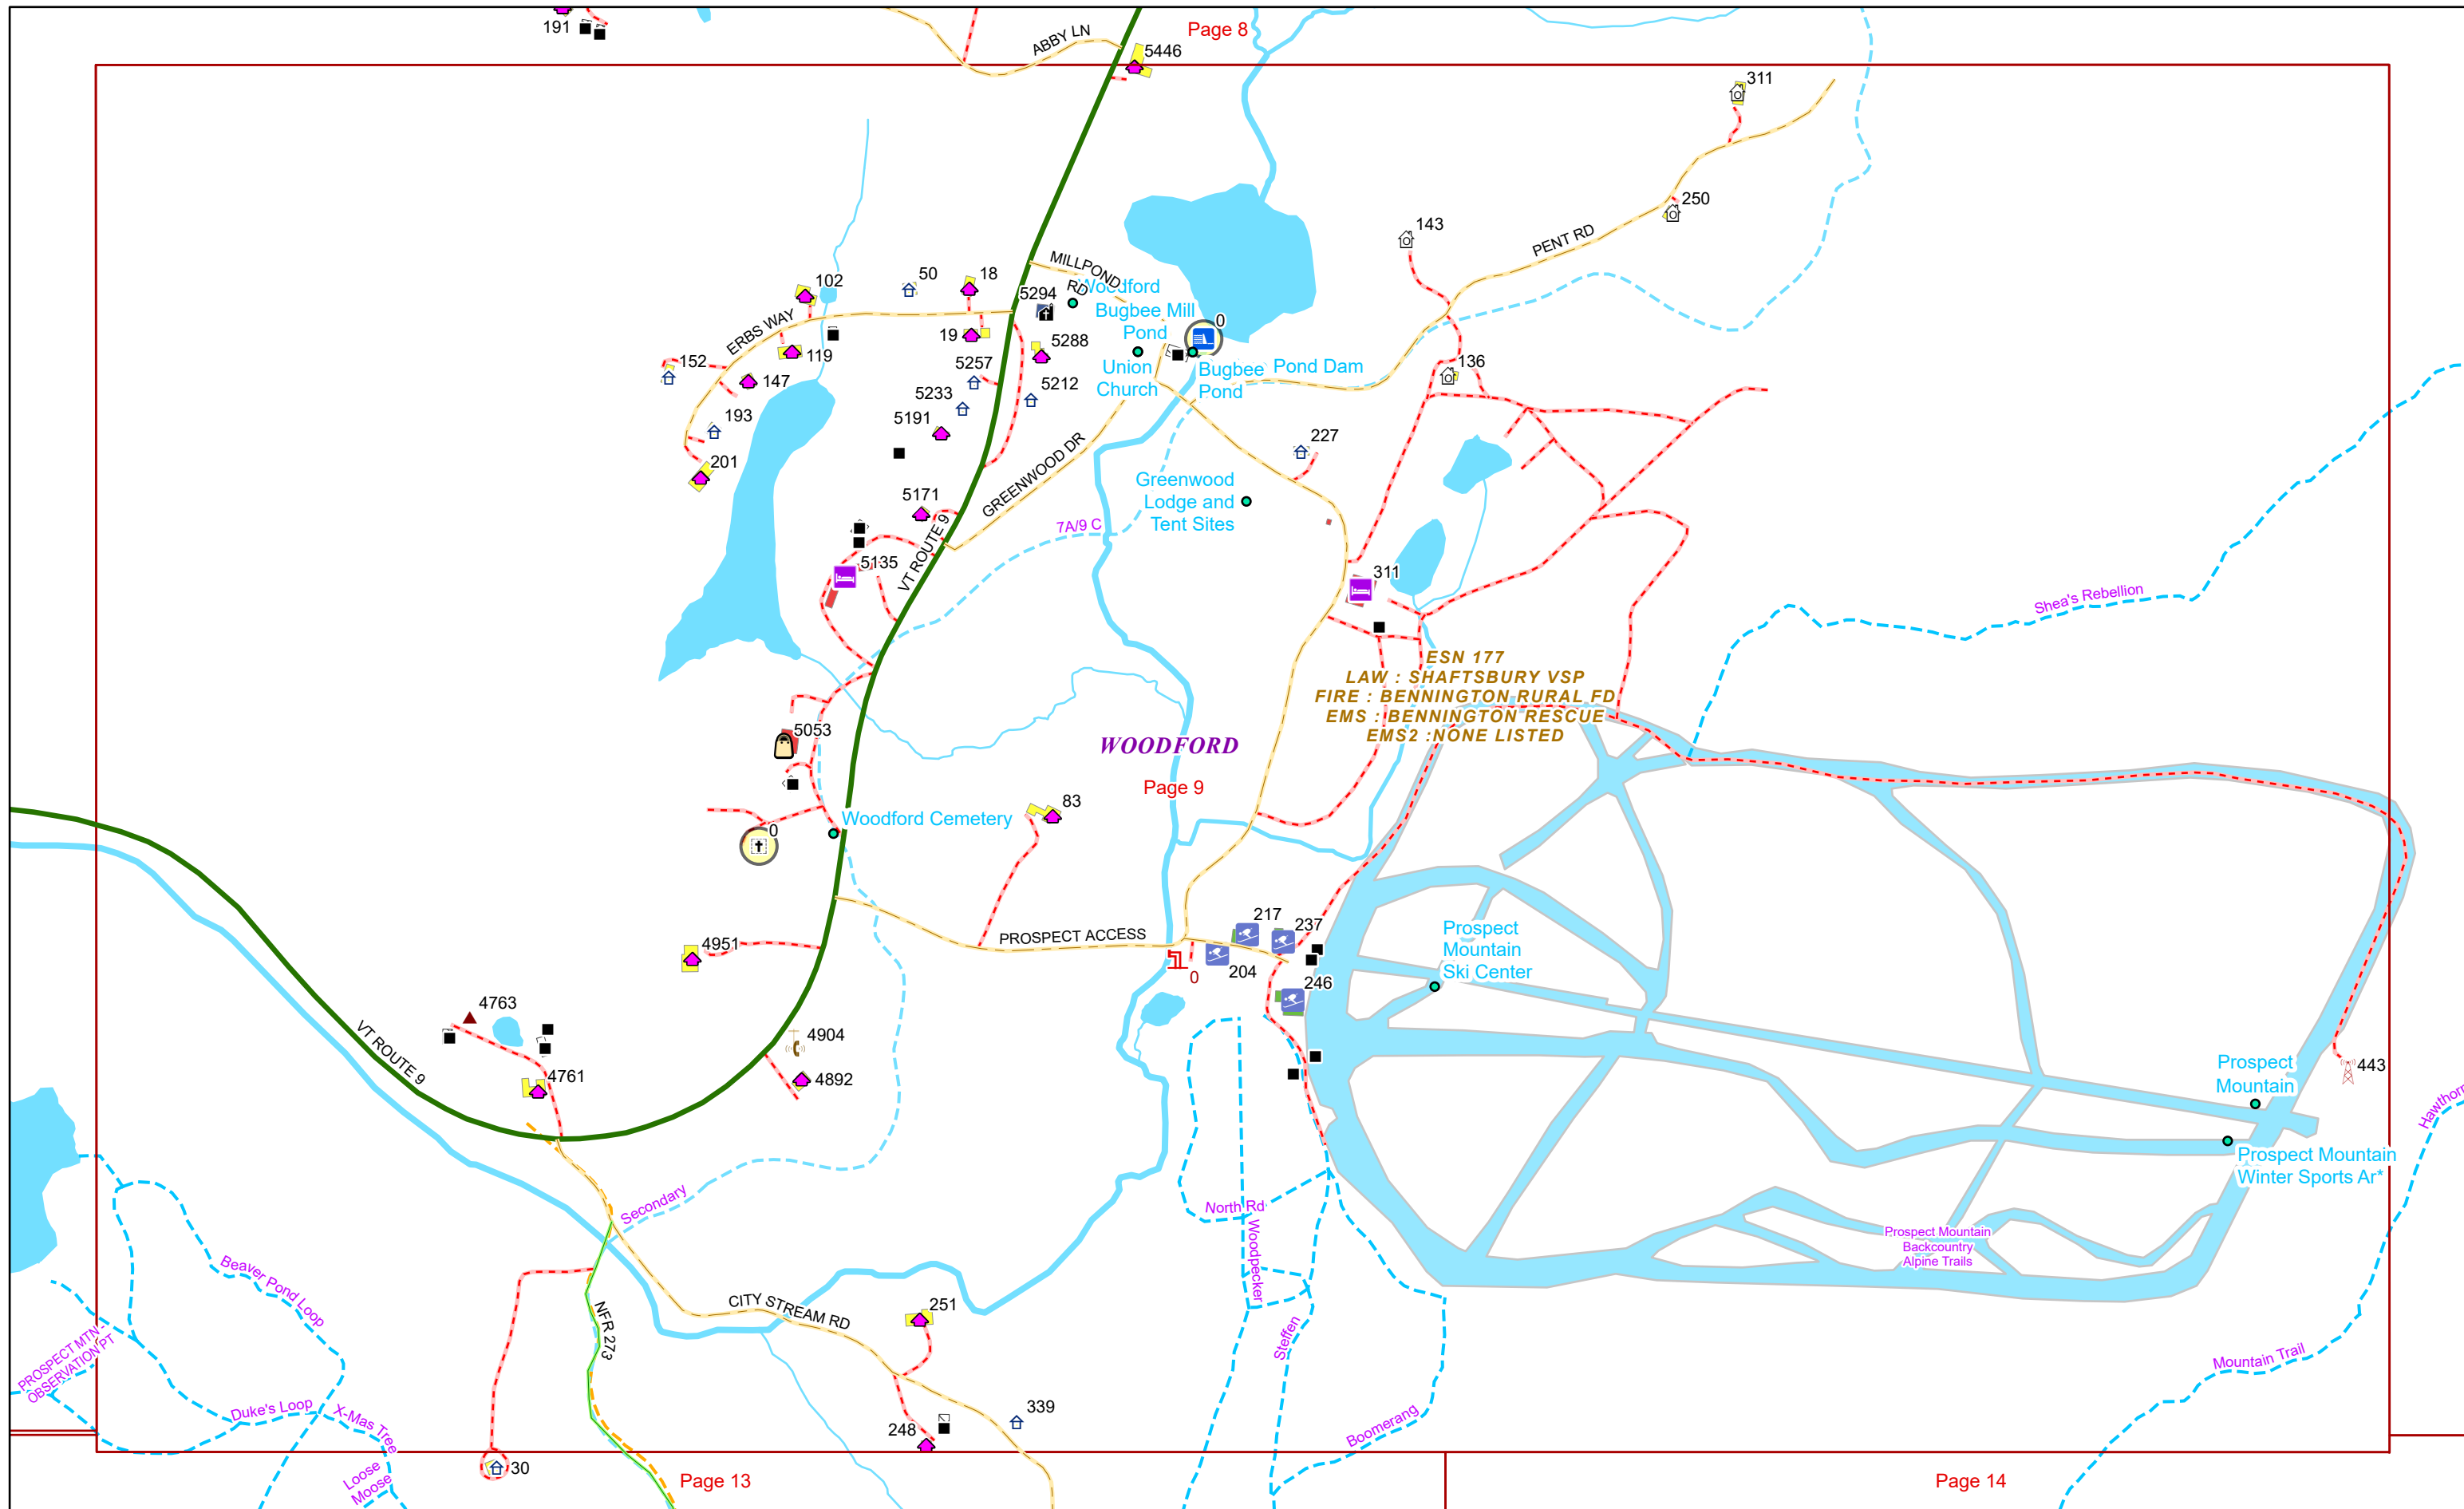 191
Page 8
ABBY LN
5446
311
250
PENT RD
143
MILLPOND
RD
50
18
102
5294
Woodford
Bugbee Mill
Pond
0
ERBS WAY
19
5288
119
152
5257
147
5212
Union
Church
Bugbee
Pond
Pond Dam
136
5233
193
5191
227
201
GREENWOOD DR
Greenwood
Lodge and
Tent Sites
5171
7A/9 C
VT ROUTE 9
5135
311
Shea's Rebellion
ESN 177
LAW : SHAFTSBURY VSP
FIRE : BENNINGTON RURAL FD
EMS : BENNINGTON RESCUE
EMS2 :NONE LISTED
5053
WOODFORD
Page 9
83
Woodford Cemetery
0
217
237
PROSPECT ACCESS
4951
204
0
246
Prospect
Mountain
Ski Center
4763
4904
VT ROUTE 9
4761
4892
Prospect
Mountain
443
Hawthorn
Prospect Mountain
Winter Sports Ar*
Secondary
North Rd
Woodpecker
Prospect Mountain
Backcountry
Alpine Trails
Beaver Pond Loop
NFR 273
CITY STREAM RD
251
Steffen
PROSPECT MTN -
OBSERVATION PT
Mountain Trail
Duke's Loop
X-Mas Tree
339
248
Boomerang
Loose
Moose
30
Page 13
Page 14